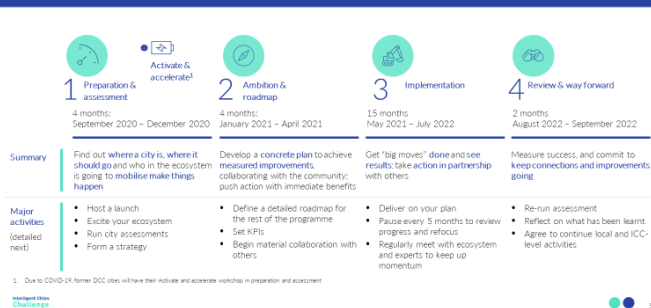 Activate &
accelerate1
1 Preparation &
assessment
4 months:
September 2020 – December 2020
2 Ambition &
roadmap
4 months:
January 2021 – April 2021
3 Implementation
15 months
May 2021 – July 2022
4 Review & way forward
2 months
August 2022 – September 2022
Summary
Find out where a city is, where it
should go and who in the ecosystem
is going to mobilise make things
happen
Develop a concrete plan to achieve
measured improvements,
collaborating with the community;
push action with immediate benefits
Get "big moves" done and see
results; take action in partnership
with others
Measure success, and commit to
keep connections and improvements
going
Major
activities
(detailed
next)
• Host a launch
• Excite your ecosystem
• Run city assessments
• Form a strategy
• Define a detailed roadmap for
the rest of the programme
• Set KPIs
• Begin material collaboration with
others
• Deliver on your plan
• Pause every 5 months to review
progress and refocus
• Regularly meet with ecosystem
and experts to keep up
momentum
• Re-run assessment
• Reflect on what has been learnt
• Agree to continue local and ICC-
level activities
1. Due to COVID-19, former DCC cities will have their Activate and accelerate workshop in preparation and assessment
Intelligent Cities
Challenge